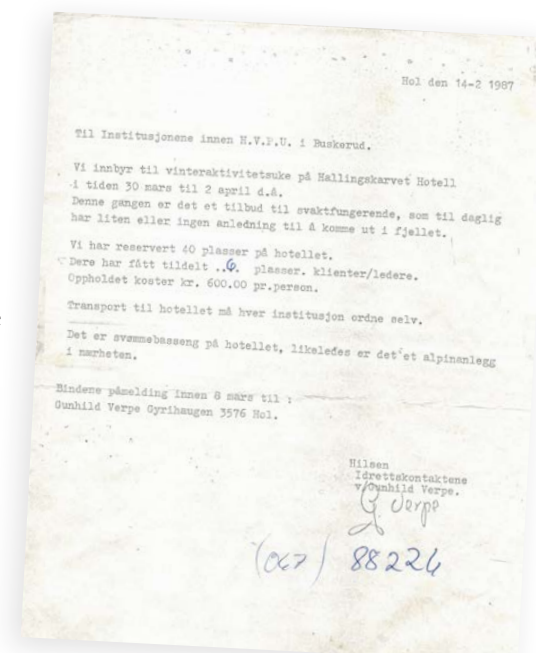 Hol den 14-2 1987
Til Institusjonene innen H.V.P.U. i Buskerud.
Vi innbyr til vinteraktivitetsuke på Hallingskarvet Hotell
i tiden 30 mars til 2 april d.å.
Denne gangen er det et tilbud til svaktfungerende, som til daglig
har liten eller ingen anledning til å komme ut i fjellet.
Vi har reservert 40 plasser på hotellet.
Dere har fått tildelt ..6. plasser. klienter/ledere.
Oppholdet koster kr. 600.00 pr.person.
Transport til hotellet må hver institusjon ordne selv.
Det er svømmebasseng på hotellet, likeledes er det et alpinanlegg
i nærheten.
Bindene påmelding innen 8 mars til :
Gunhild Verpe Gyrihaugen 3576 Hol.
Hilsen
Idrettskontaktene
v/Gunhild Verpe.
G Verpe
(067) 88224